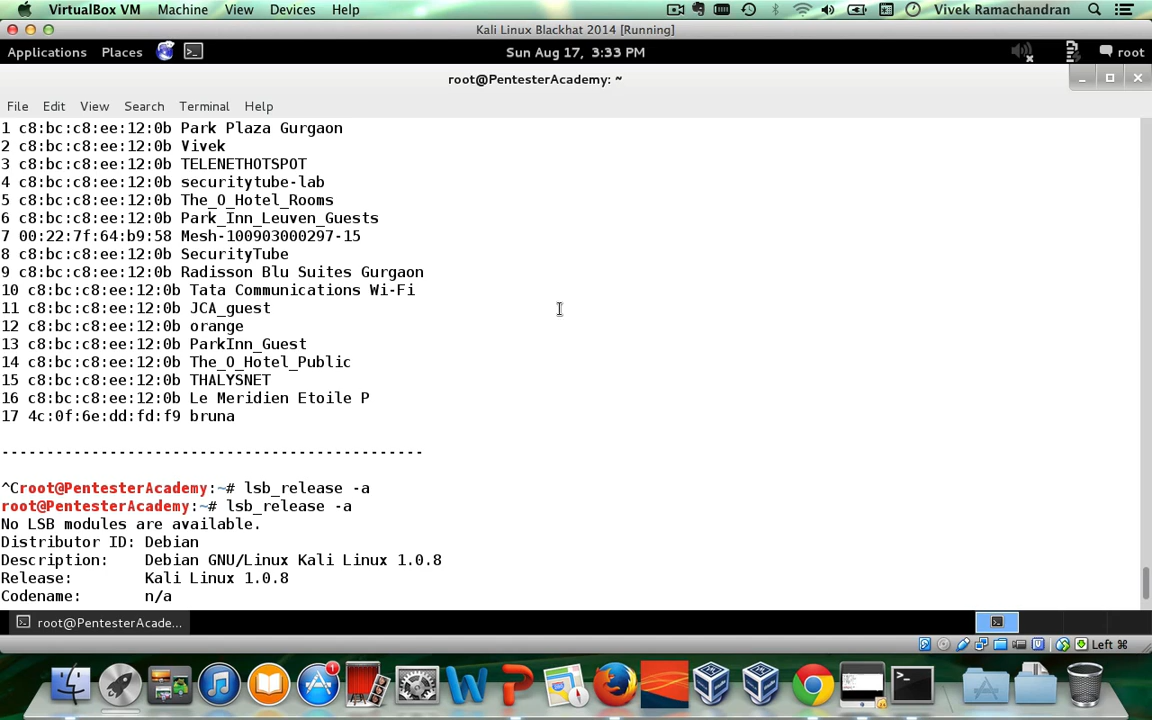 VirtualBox VM Machine View Devices Help Vivek Ramachandran
Kali Linux Blackhat 2014 [Running]
Applications Places Sun Aug 17, 3:33 PM root
root@PentesterAcademy: ~
File Edit View Search Terminal Help
1 c8:bc:c8:ee:12:0b Park Plaza Gurgaon
2 c8:bc:c8:ee:12:0b Vivek
3 c8:bc:c8:ee:12:0b TELENETHOTSPOT
4 c8:bc:c8:ee:12:0b securitytube-lab
5 c8:bc:c8:ee:12:0b The_O_Hotel_Rooms
6 c8:bc:c8:ee:12:0b Park_Inn_Leuven_Guests
7 00:22:7f:64:b9:58 Mesh-100903000297-15
8 c8:bc:c8:ee:12:0b SecurityTube
9 c8:bc:c8:ee:12:0b Radisson Blu Suites Gurgaon
10 c8:bc:c8:ee:12:0b Tata Communications Wi-Fi
11 c8:bc:c8:ee:12:0b JCA_guest
12 c8:bc:c8:ee:12:0b orange
13 c8:bc:c8:ee:12:0b ParkInn_Guest
14 c8:bc:c8:ee:12:0b The_O_Hotel_Public
15 c8:bc:c8:ee:12:0b THALYSNET
16 c8:bc:c8:ee:12:0b Le Meridien Etoile P
17 4c:0f:6e:dd:fd:f9 bruna
-----------------------------------------------
^Croot@PentesterAcademy:~# lsb_release -a
root@PentesterAcademy:~# lsb_release -a
No LSB modules are available.
Distributor ID: Debian
Description: Debian GNU/Linux Kali Linux 1.0.8
Release: Kali Linux 1.0.8
Codename: n/a
root@PentesterAcade...
Left ⌘
1